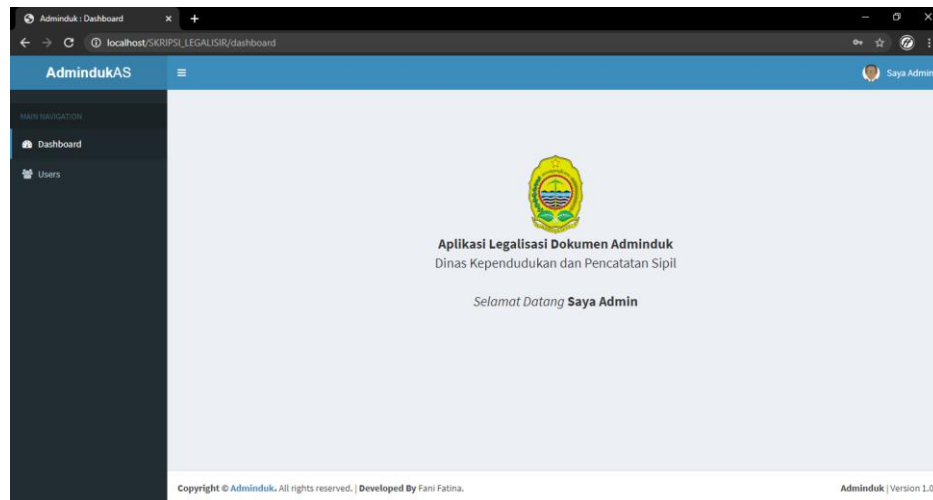 Adminduk : Dashboard
localhost/SKRIPSI_LEGALISIR/dashboard
AdmindukAS
Saya Admin
MAIN NAVIGATION
Dashboard
Users
Aplikasi Legalisasi Dokumen Adminduk
Dinas Kependudukan dan Pencatatan Sipil
Selamat Datang Saya Admin
Copyright © Adminduk. All rights reserved. | Developed By Fani Fatina.
Adminduk | Version 1.0